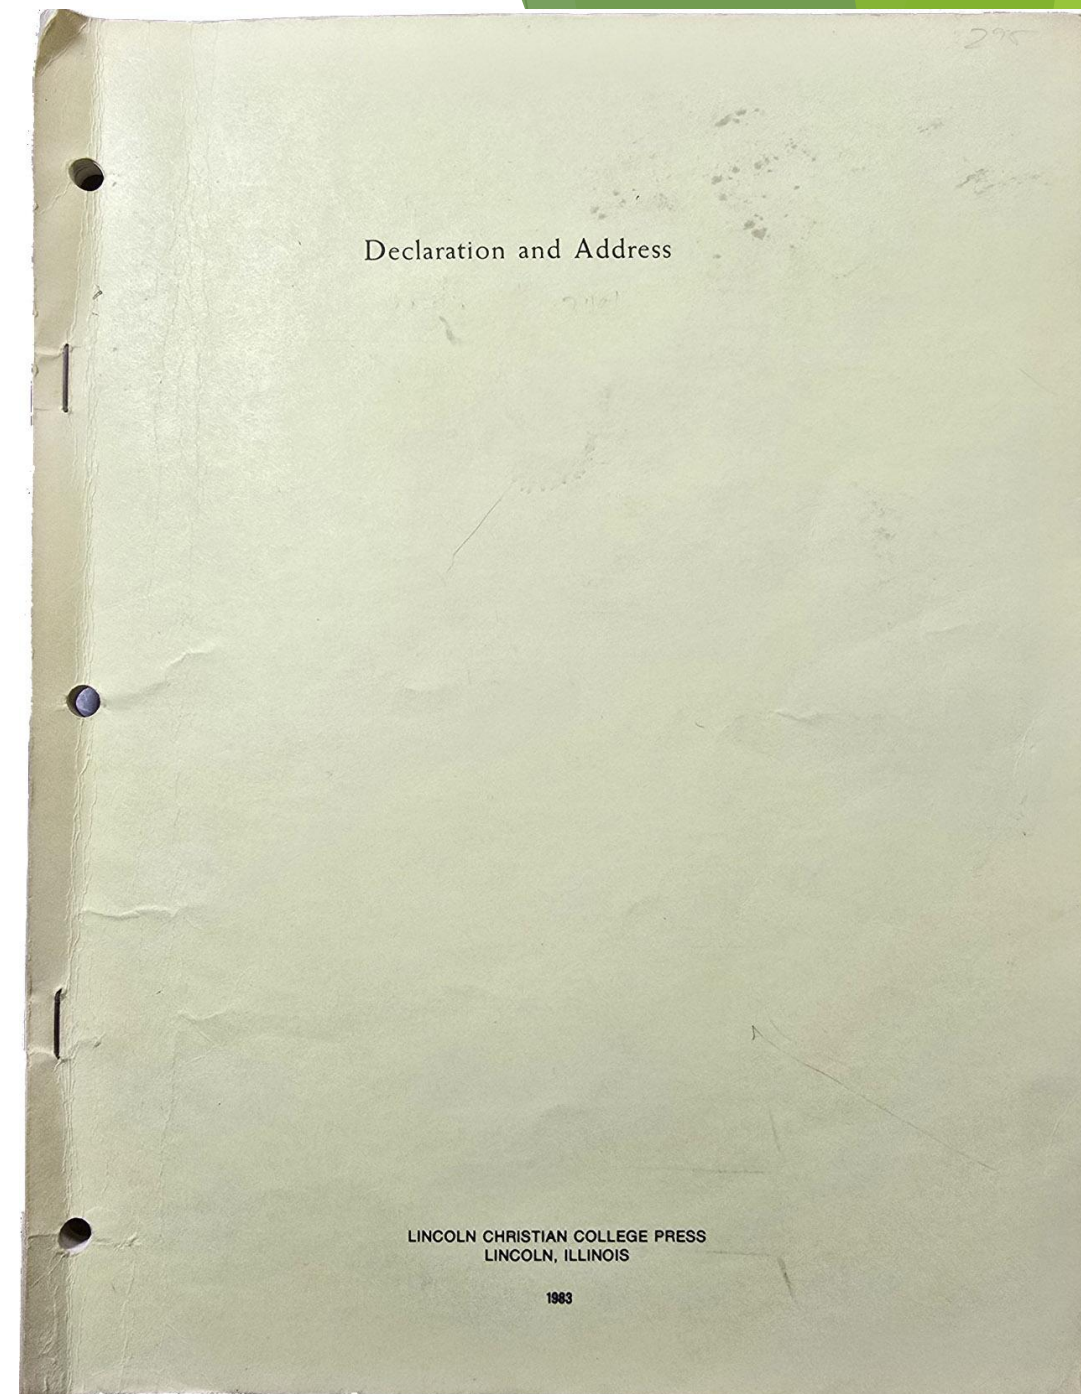 Declaration and Address
LINCOLN CHRISTIAN COLLEGE PRESS
LINCOLN, ILLINOIS
1983